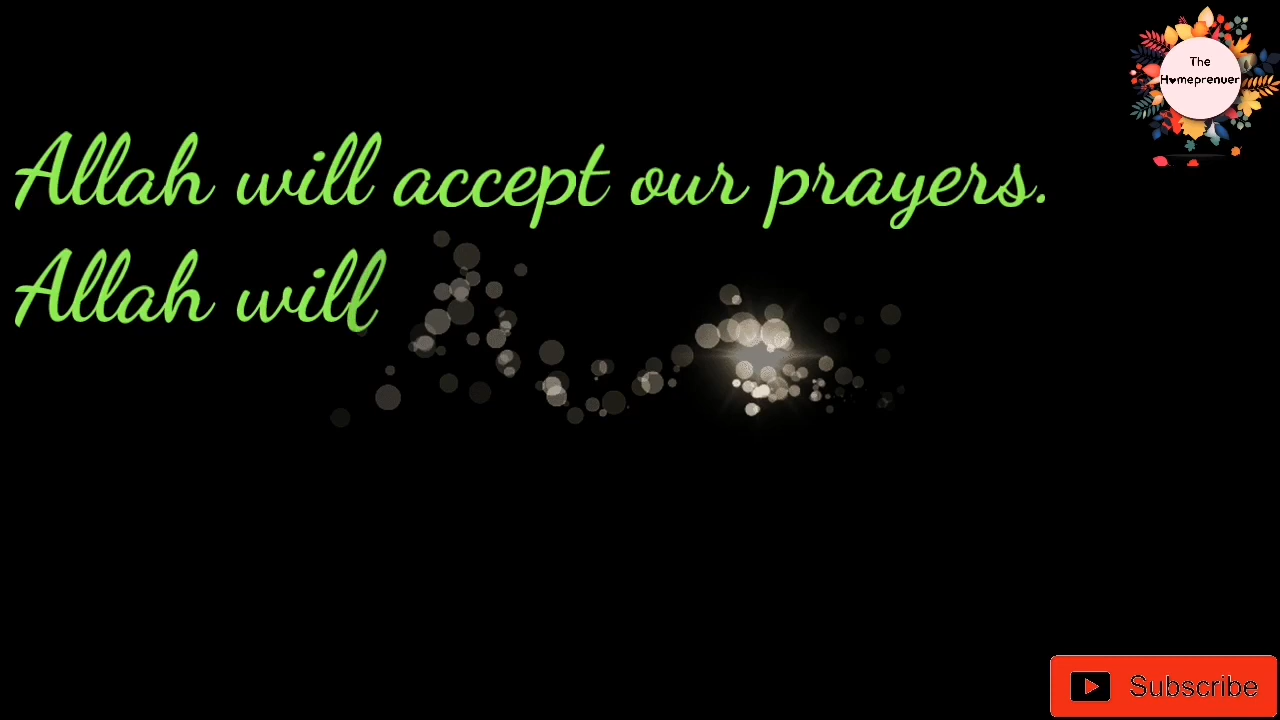 The
Homeprenuer
Allah will accept our prayers.
Allah will
Subscribe